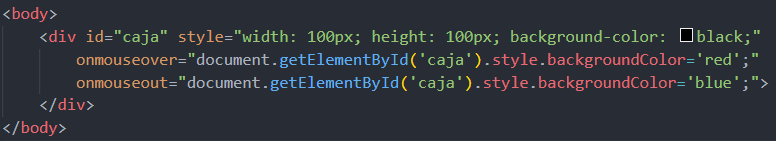 <body>
<div id="caja" style="width: 100px; height: 100px; background-color: black;"
onmouseover="document.getElementById('caja').style.backgroundColor='red';"
onmouseout="document.getElementById('caja').style.backgroundColor='blue';">
</div>
</body>